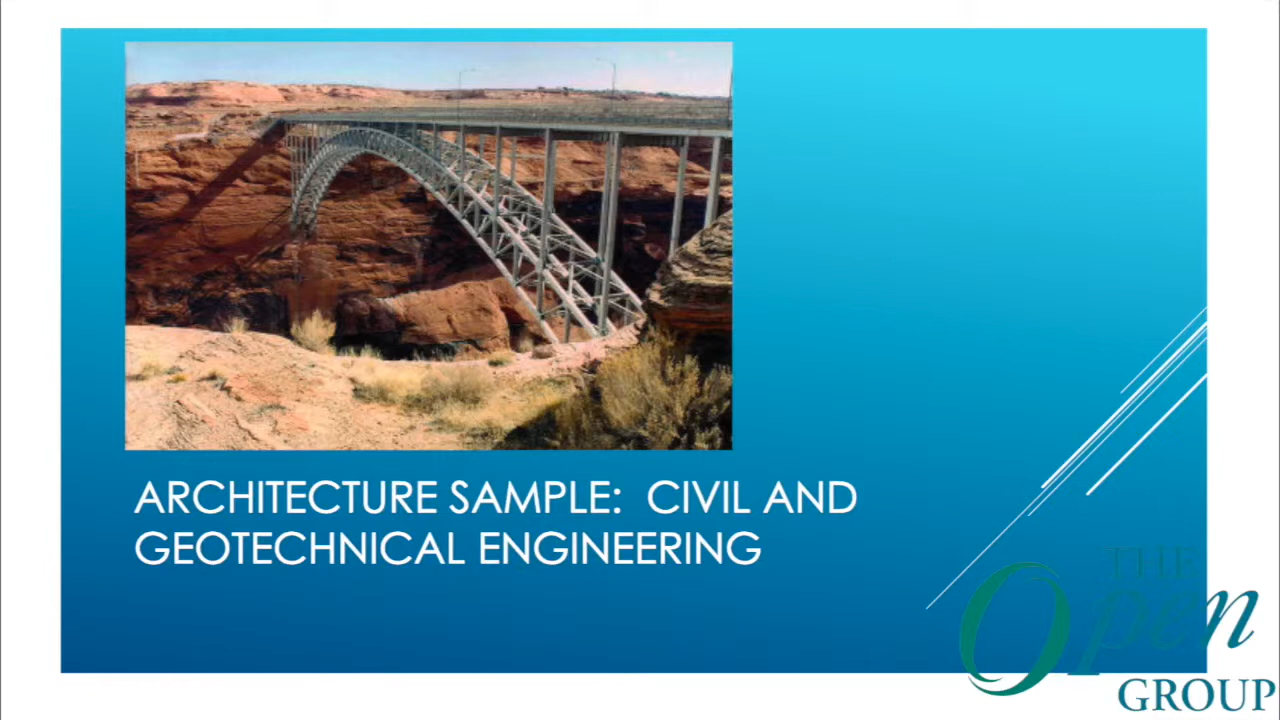 ARCHITECTURE SAMPLE: CIVIL AND
GEOTECHNICAL ENGINEERING
THE
Open
GROUP